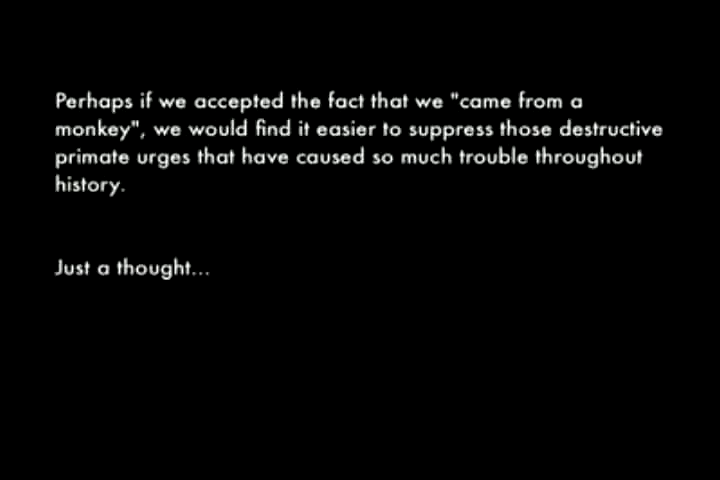 Perhaps if we accepted the fact that we "came from a
monkey", we would find it easier to suppress those destructive
primate urges that have caused so much trouble throughout
history.
Just a thought...